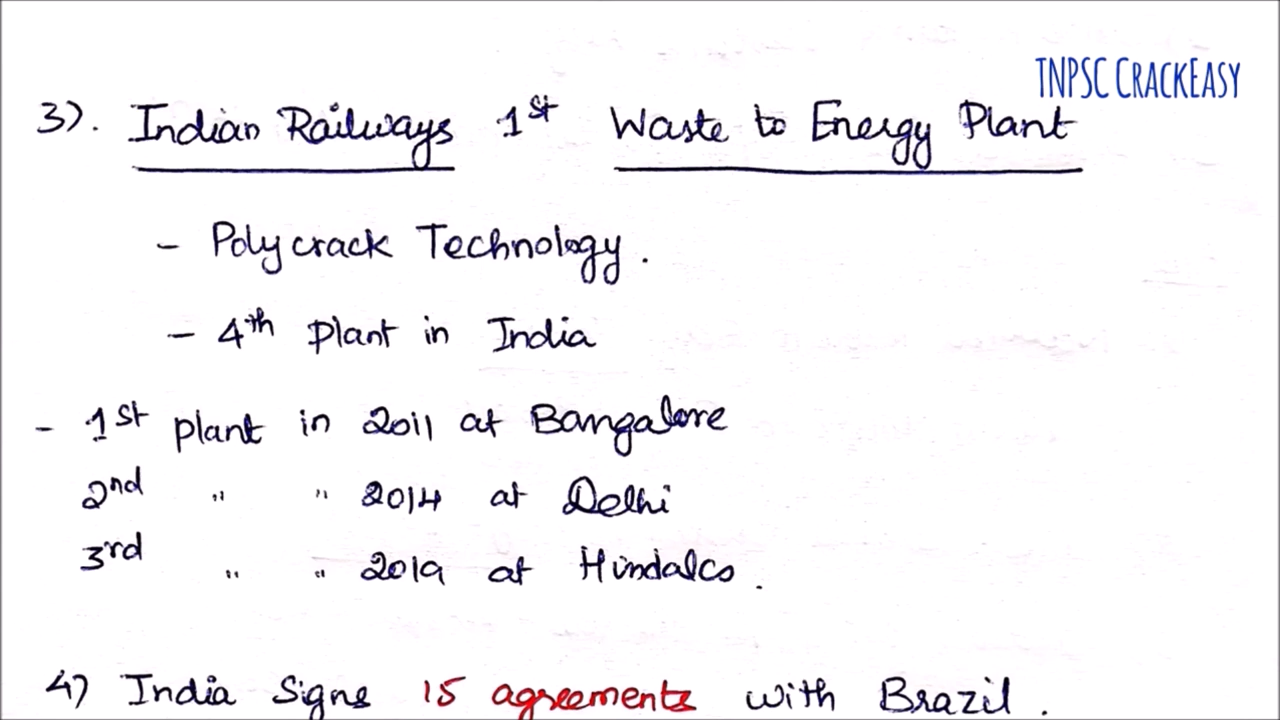 TNPSC CRACKEASY
3). Indian Railways 1st Waste to Energy Plant
- Polycrack Technology.
- 4th plant in India
- 1st plant in 2011 at Bangalore
2nd " " 2014 at Delhi
3rd " " 2019 at Hindalco.
4) India Signs 15 agreements with Brazil.